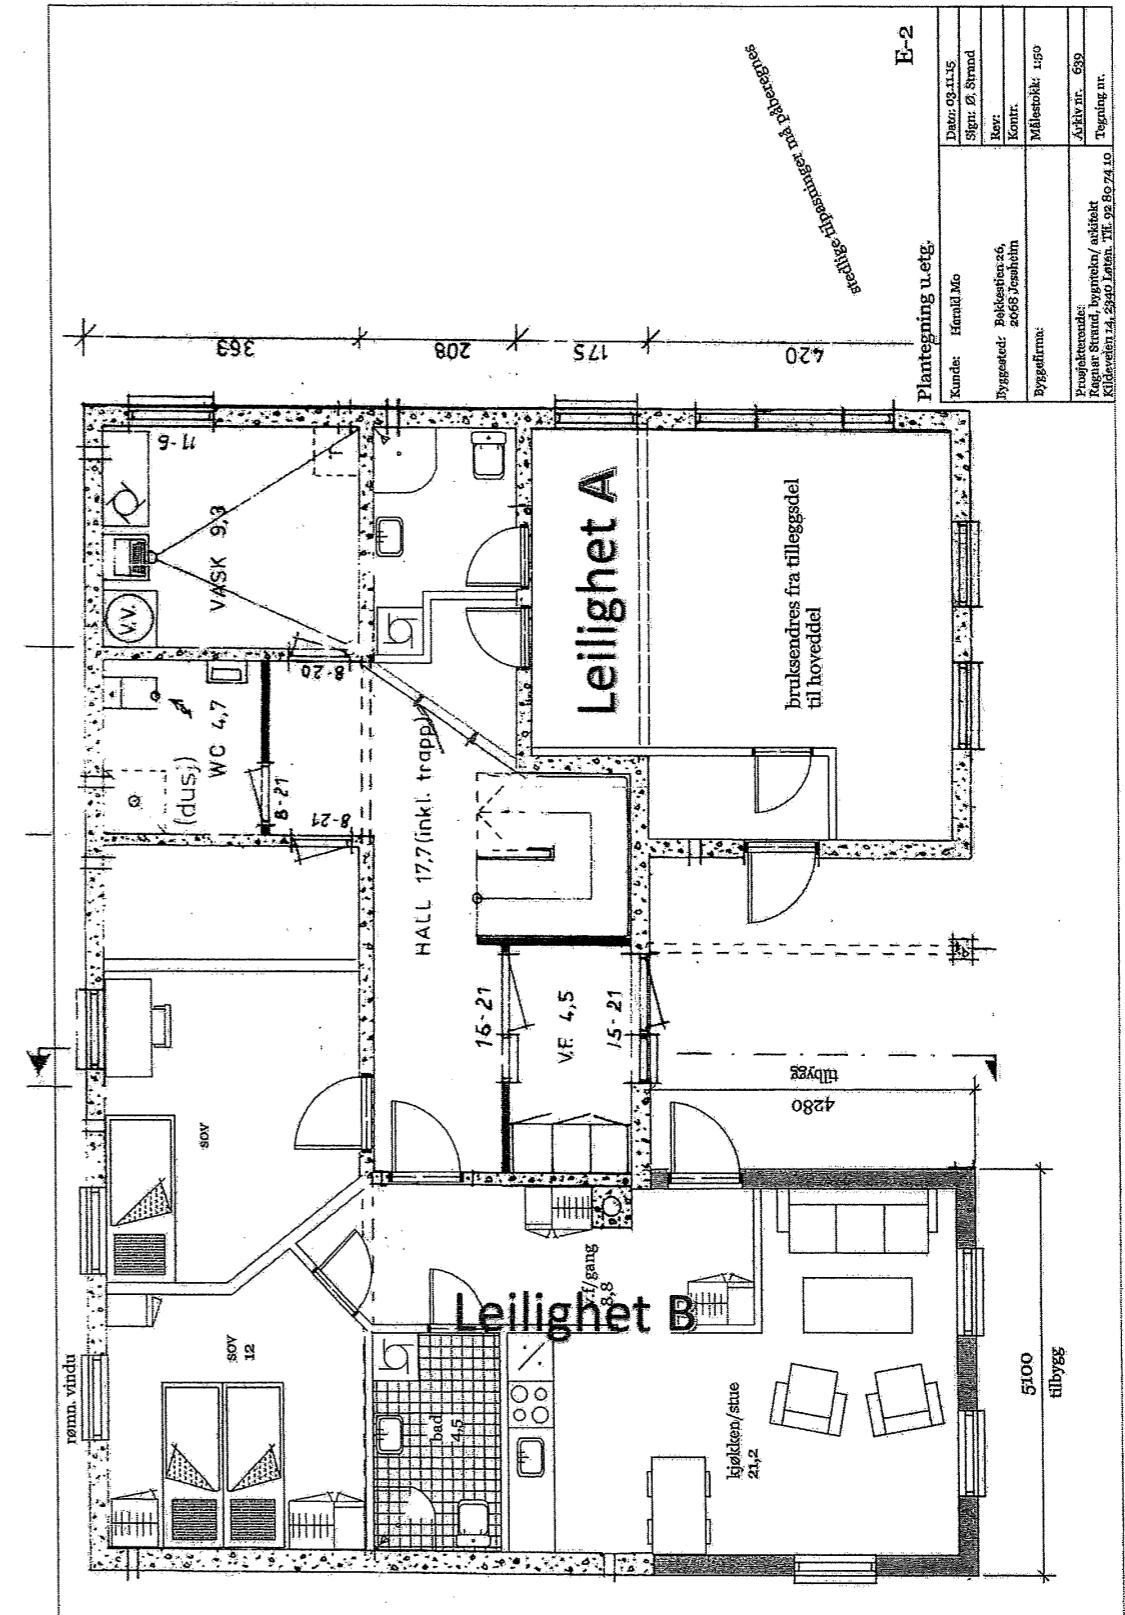 E-2
stedlige tilpasninger må påberegnes
Plantegning u.etg.
Kunde: Harald Mo
Byggested: Bekkestien 26,
2068 Jessheim
Byggefirma:
Prosjekterende:
Ragnar Strand, bygntekn/ arkitekt
Kildeveien 14, 2340 Løten. Tlf. 92 80 74 10
Dato: 03.11.15
Sign: Ø. Strand
Rev:
Kontr.
Målestokk: 1:50
Arkiv nr. 639
Tegning nr.
363
208
175
420
11-6
VASK 9,3
V.V.
8-20
WC 4,7
(dusj)
8-21
8-21
HALL 17,7 (inkl. trapp)
Leilighet A
bruksendres fra tilleggsdel
til hoveddel
16-21
V.F. 4,5
15-21
tilbygg
4280
sov
sov
12
rømn. vindu
v.f/gang
8,8
Leilighet B
bad
4,5
kjøkken/stue
21,2
5100
tilbygg